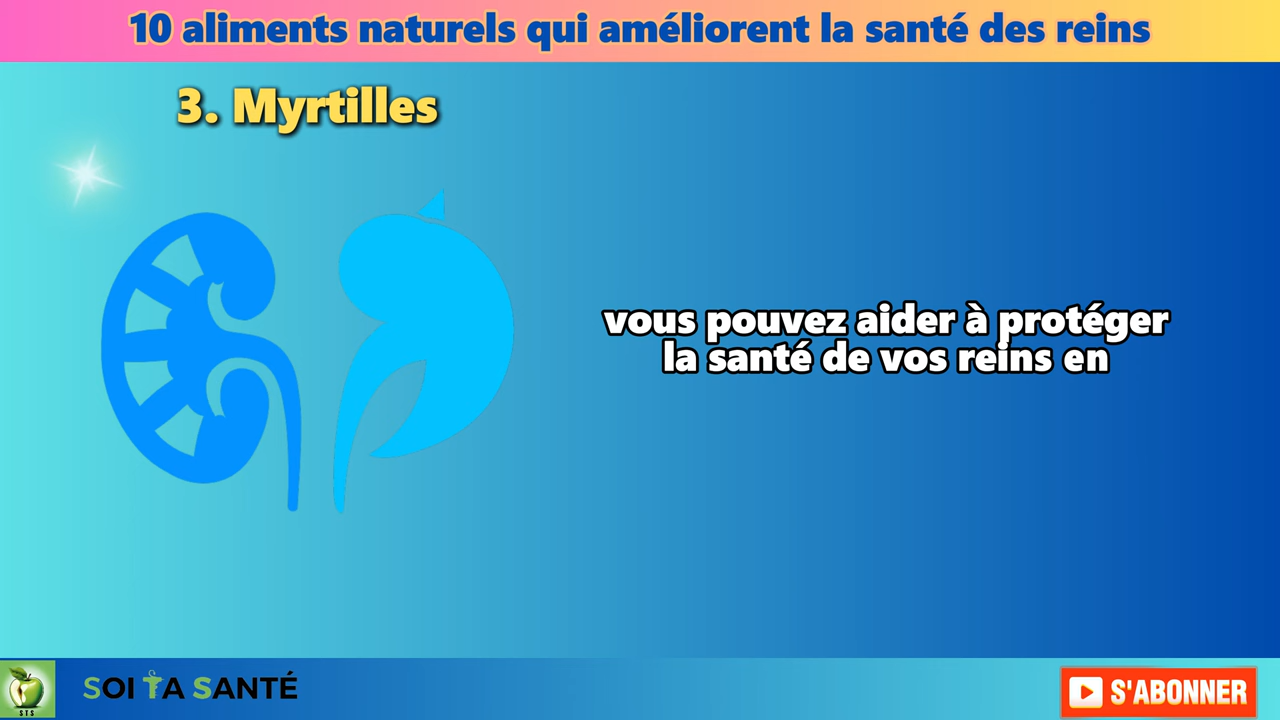 10 aliments naturels qui améliorent la santé des reins
3. Myrtilles
vous pouvez aider à protéger
la santé de vos reins en
STS
SOI TA SANTÉ
S'ABONNER